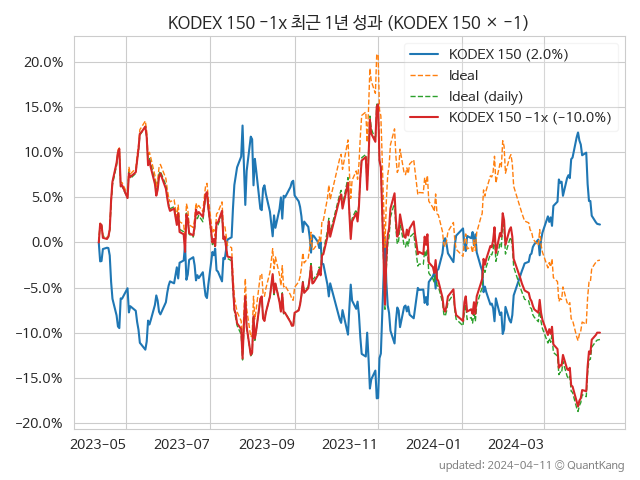 KODEX 150 −1x 최근 1년 성과 (KODEX 150 × −1)
KODEX 150 (2.0%)
Ideal
Ideal (daily)
KODEX 150 −1x (−10.0%)
20.0%
15.0%
10.0%
5.0%
0.0%
−5.0%
−10.0%
−15.0%
−20.0%
2023-05 2023-07 2023-09 2023-11 2024-01 2024-03
updated: 2024-04-11 © QuantKang